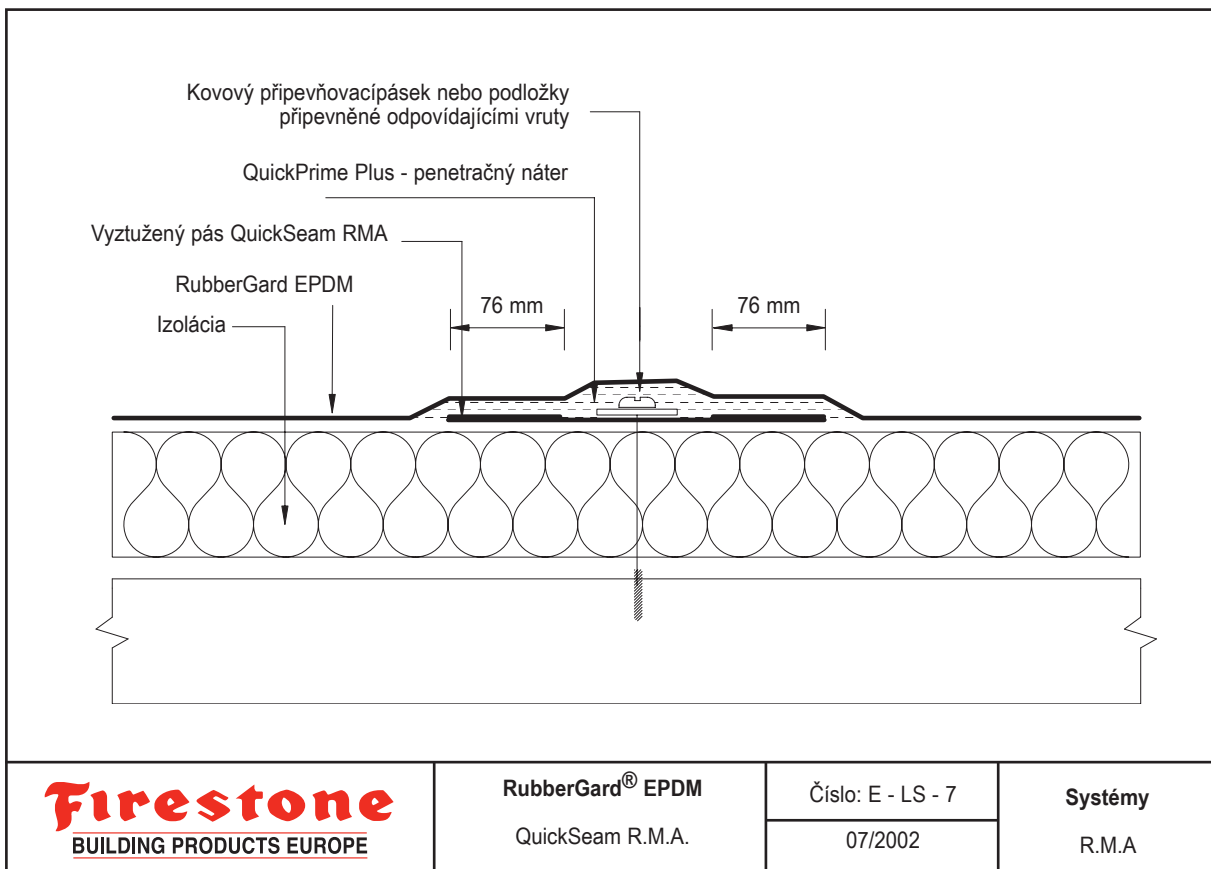 Kovový připevňovacípásek nebo podložky
připevněné odpovídajícími vruty
QuickPrime Plus - penetračný náter
Vyztužený pás QuickSeam RMA
RubberGard EPDM
76 mm
76 mm
Izolácia
Firestone
BUILDING PRODUCTS EUROPE
RubberGard® EPDM
QuickSeam R.M.A.
Číslo: E - LS - 7
07/2002
Systémy
R.M.A